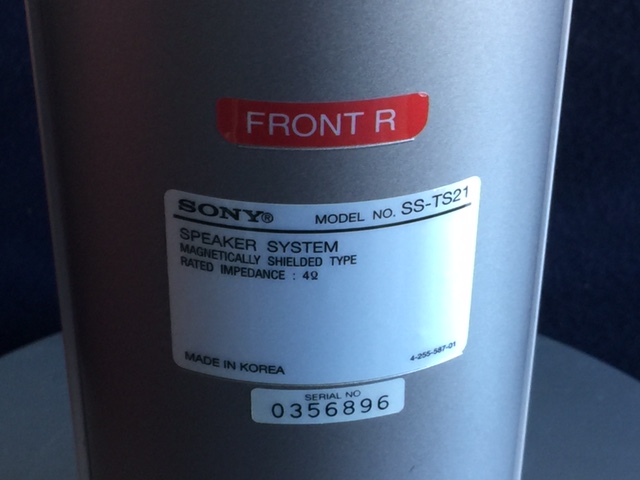 FRONT R
SONY® MODEL NO. SS-TS21
SPEAKER SYSTEM
MAGNETICALLY SHIELDED TYPE
RATED IMPEDANCE : 4Ω
MADE IN KOREA 4-255-587-01
SERIAL NO
0356896